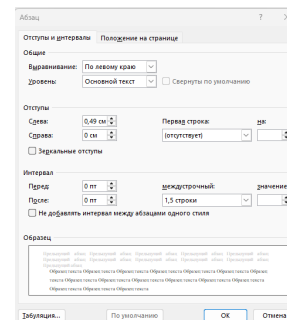 Абзац ?
Отступы и интервалы Положение на странице
Общие
Выравнивание: По левому краю
Уровень: Основной текст Свернуты по умолчанию
Отступы
Слева: 0,49 см Первая строка: на:
Справа: 0 см (отсутствует)
Зеркальные отступы
Интервал
Перед: 0 пт междустрочный: значение
После: 0 пт 1,5 строки
Не добавлять интервал между абзацами одного стиля
Образец
Образец текста Образец текста Образец текста Образец текста Образец текста Образец
текста Образец текста Образец текста Образец текста Образец текста Образец текста
Образец текста Образец текста Образец текста
Табуляция... По умолчанию ОК Отмена